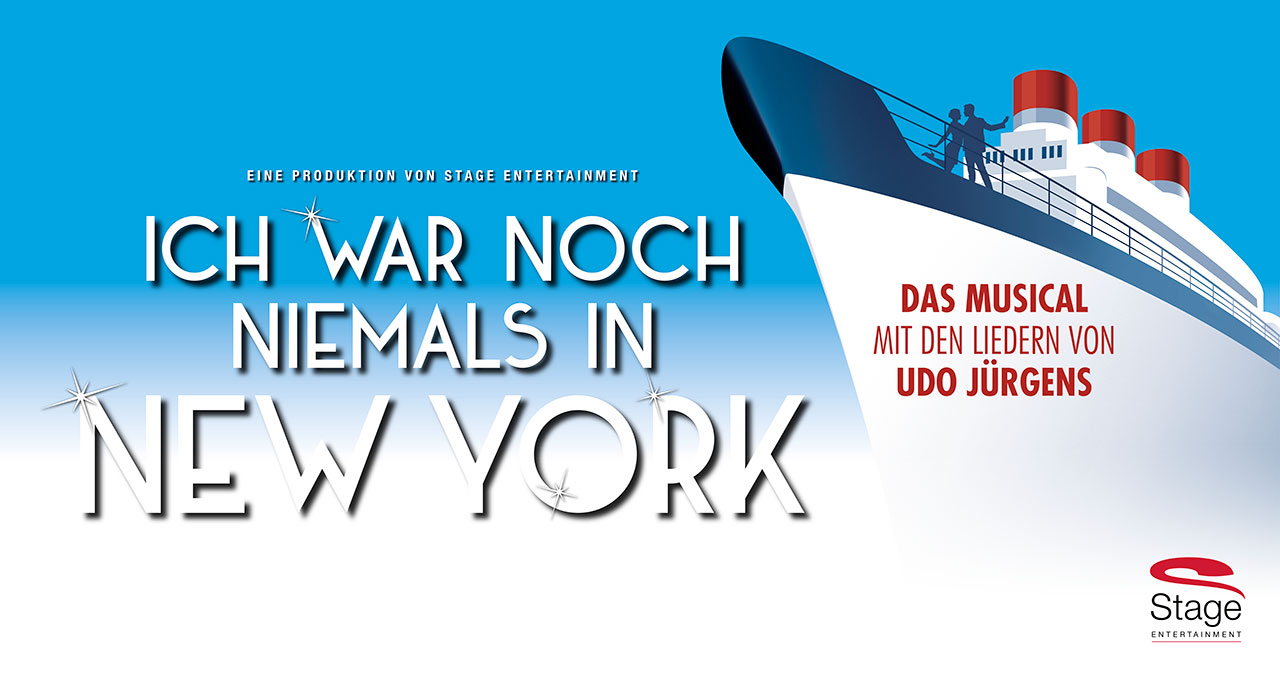 EINE PRODUKTION VON STAGE ENTERTAINMENT
ICH WAR NOCH
NIEMALS IN
NEW YORK
DAS MUSICAL
MIT DEN LIEDERN VON
UDO JÜRGENS
Stage
ENTERTAINMENT